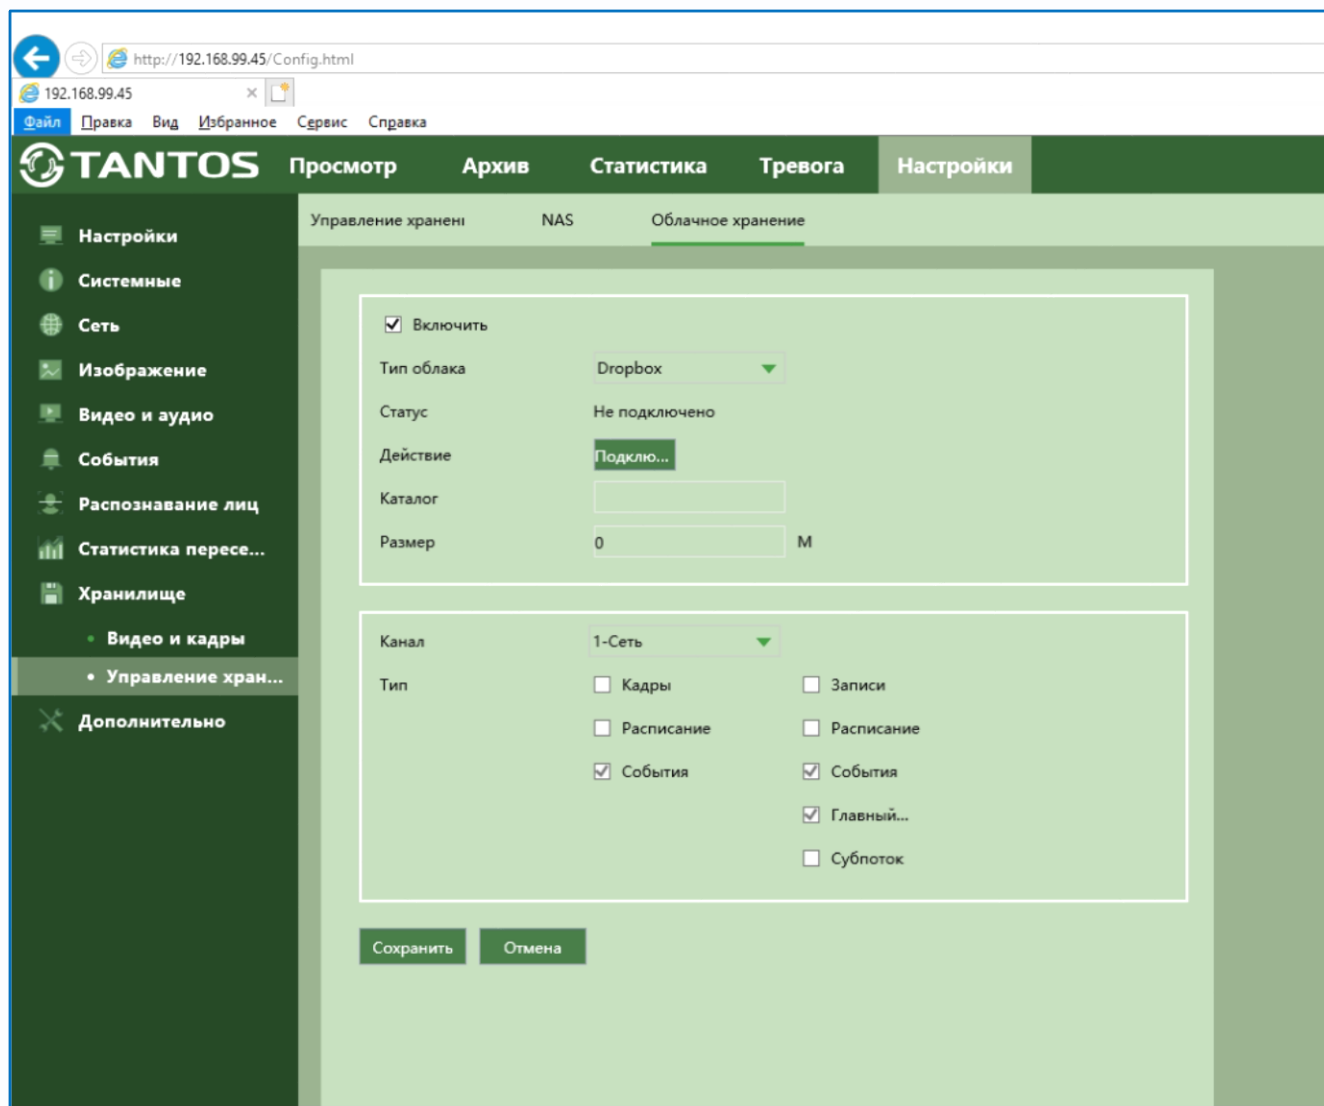 http://192.168.99.45/Config.html
192.168.99.45
Файл Правка Вид Избранное Сервис Справка
TANTOS Просмотр Архив Статистика Тревога Настройки
Управление хранені NAS Облачное хранение
Настройки
Системные
Сеть
Изображение
Видео и аудио
События
Распознавание лиц
Статистика пересе...
Хранилище
Видео и кадры
Управление хран...
Дополнительно
Включить
Тип облака Dropbox
Статус Не подключено
Действие Подклю...
Каталог
Размер 0 М
Канал 1-Сеть
Тип Кадры Записи
Расписание Расписание
События События
Главный...
Субпоток
Сохранить Отмена